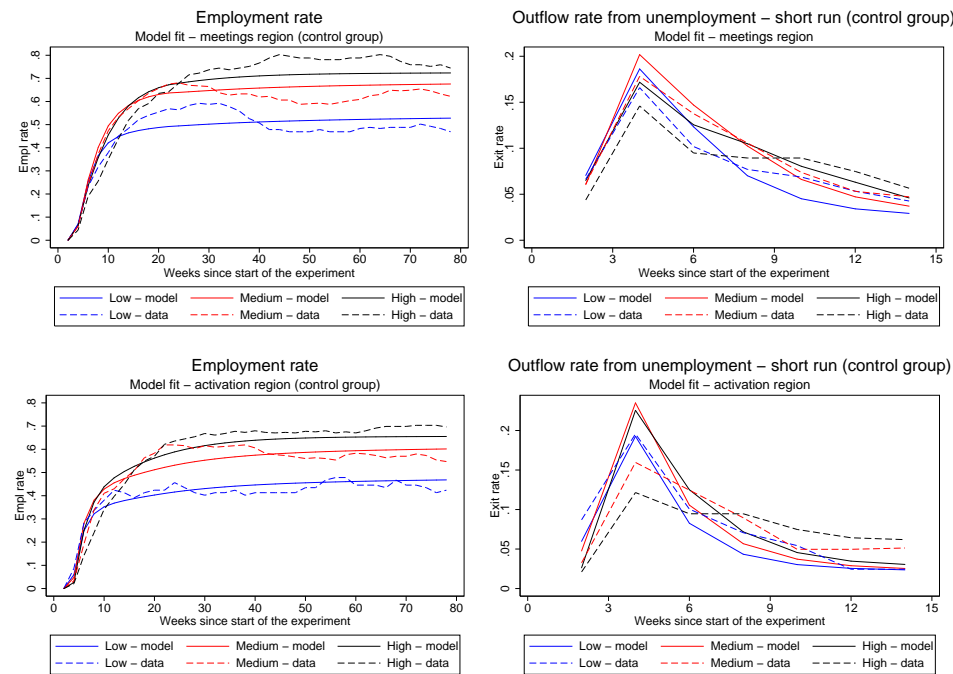 Employment rate
Model fit – meetings region (control group)
Empl rate
0 .1 .2 .3 .4 .5 .6 .7 .8
0 10 20 30 40 50 60 70 80
Weeks since start of the experiment
Low – model Medium – model High – model
Low – data Medium – data High – data
Outflow rate from unemployment – short run (control group)
Model fit – meetings region
Exit rate
0 .05 .1 .15 .2
0 3 6 9 12 15
Weeks since start of the experiment
Low – model Medium – model High – model
Low – data Medium – data High – data
Employment rate
Model fit – activation region (control group)
Empl rate
0 .1 .2 .3 .4 .5 .6 .7 .8
0 10 20 30 40 50 60 70 80
Weeks since start of the experiment
Low – model Medium – model High – model
Low – data Medium – data High – data
Outflow rate from unemployment – short run (control group)
Model fit – activation region
Exit rate
0 .05 .1 .15 .2
0 3 6 9 12 15
Weeks since start of the experiment
Low – model Medium – model High – model
Low – data Medium – data High – data